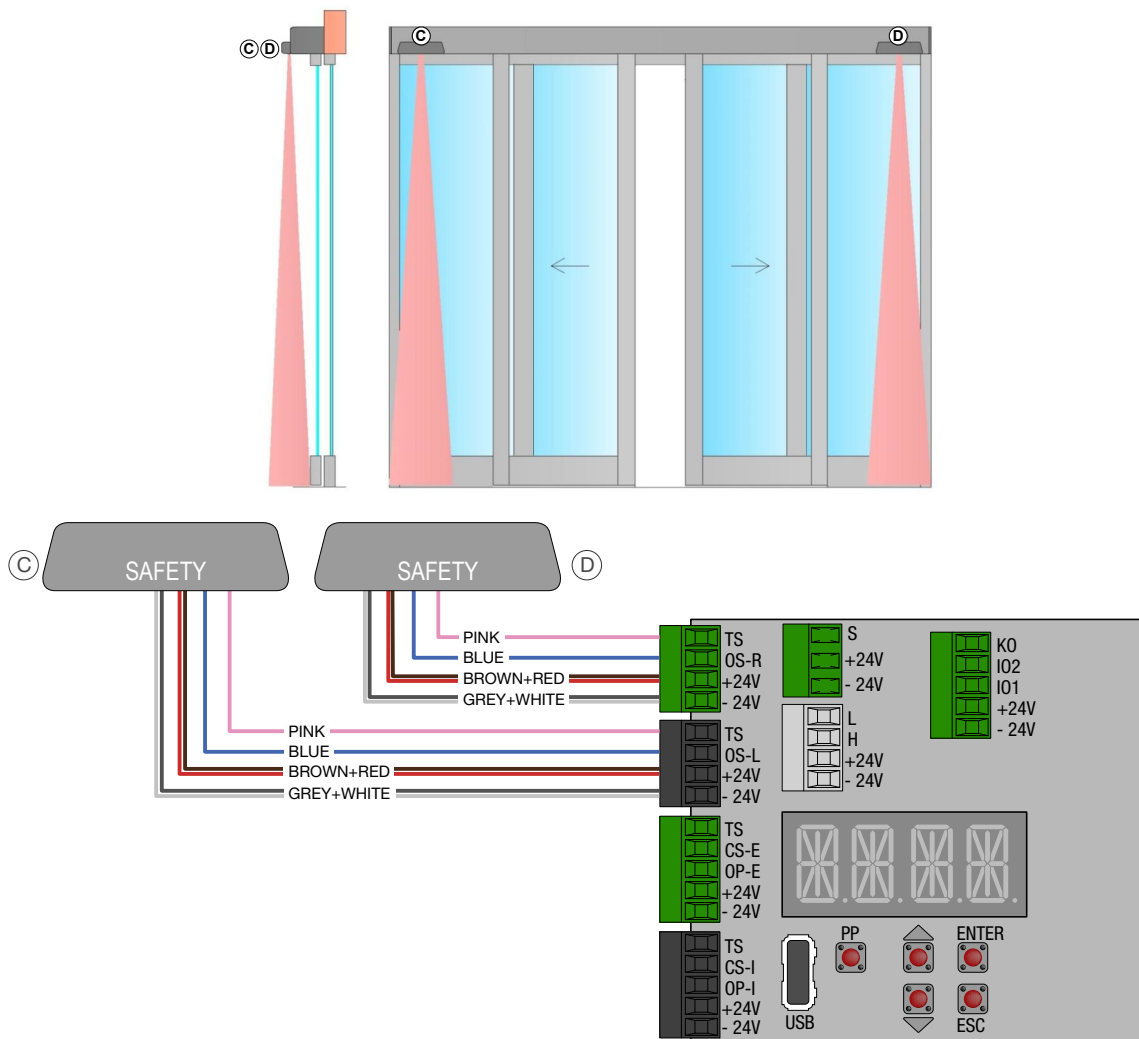 C D
C
D
C
SAFETY
SAFETY
D
PINK
BLUE
BROWN+RED
GREY+WHITE
PINK
BLUE
BROWN+RED
GREY+WHITE
TS
OS-R
+24V
- 24V
TS
OS-L
+24V
- 24V
TS
CS-E
OP-E
+24V
- 24V
TS
CS-I
OP-I
+24V
- 24V
S
+24V
- 24V
L
H
+24V
- 24V
KO
IO2
IO1
+24V
- 24V
PP
ENTER
USB
ESC